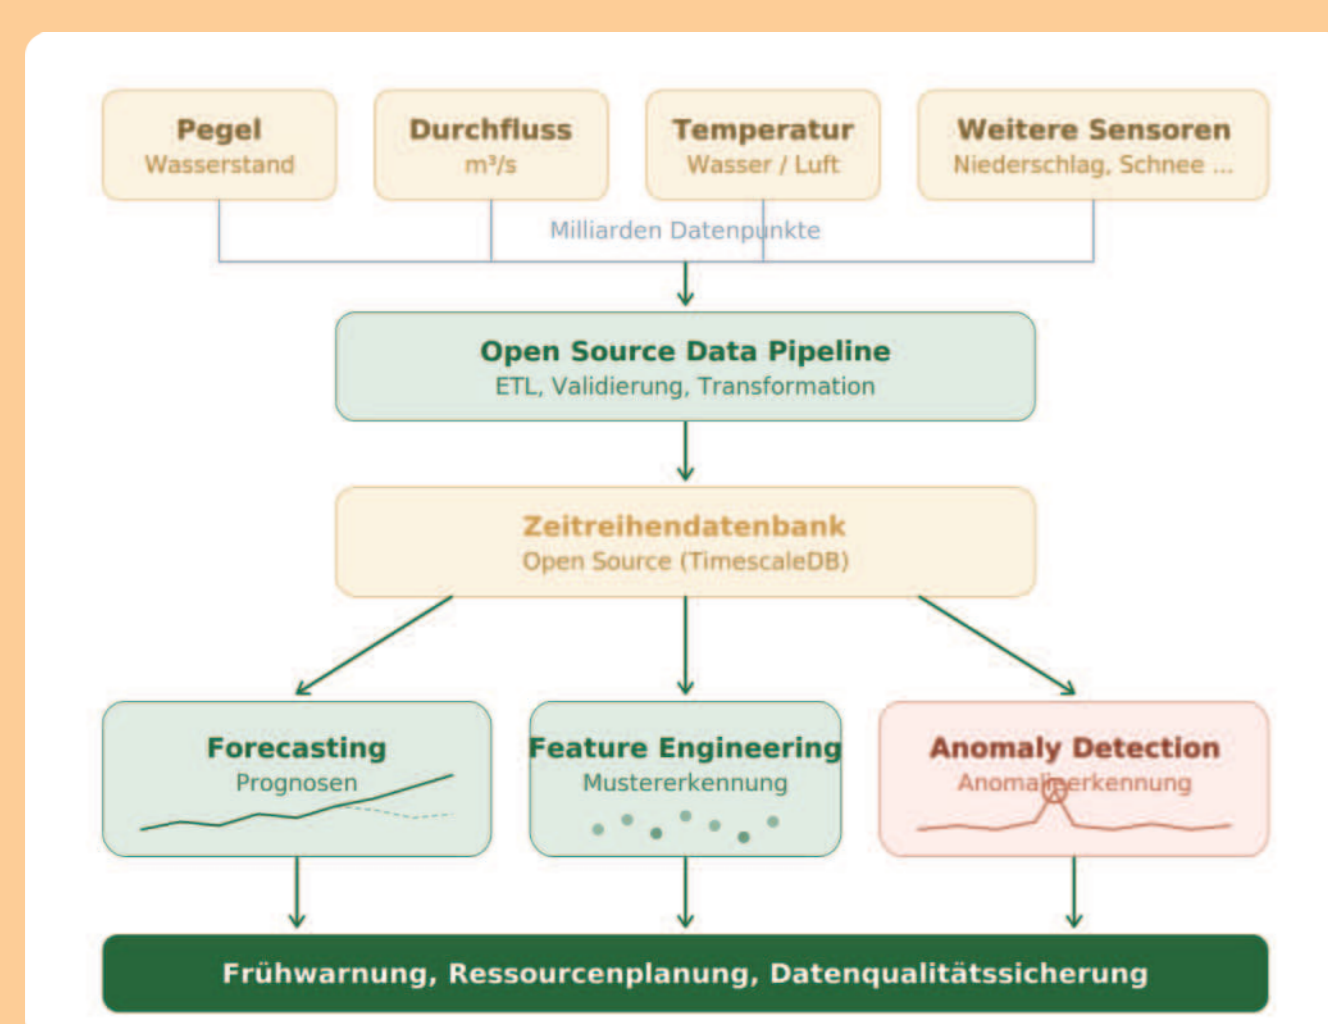 Pegel
Wasserstand
Durchfluss
m³/s
Temperatur
Wasser / Luft
Weitere Sensoren
Niederschlag, Schnee ...
Milliarden Datenpunkte
Open Source Data Pipeline
ETL, Validierung, Transformation
Zeitreihendatenbank
Open Source (TimescaleDB)
Forecasting
Prognosen
Feature Engineering
Mustererkennung
Anomaly Detection
Anomalieerkennung
Frühwarnung, Ressourcenplanung, Datenqualitätssicherung